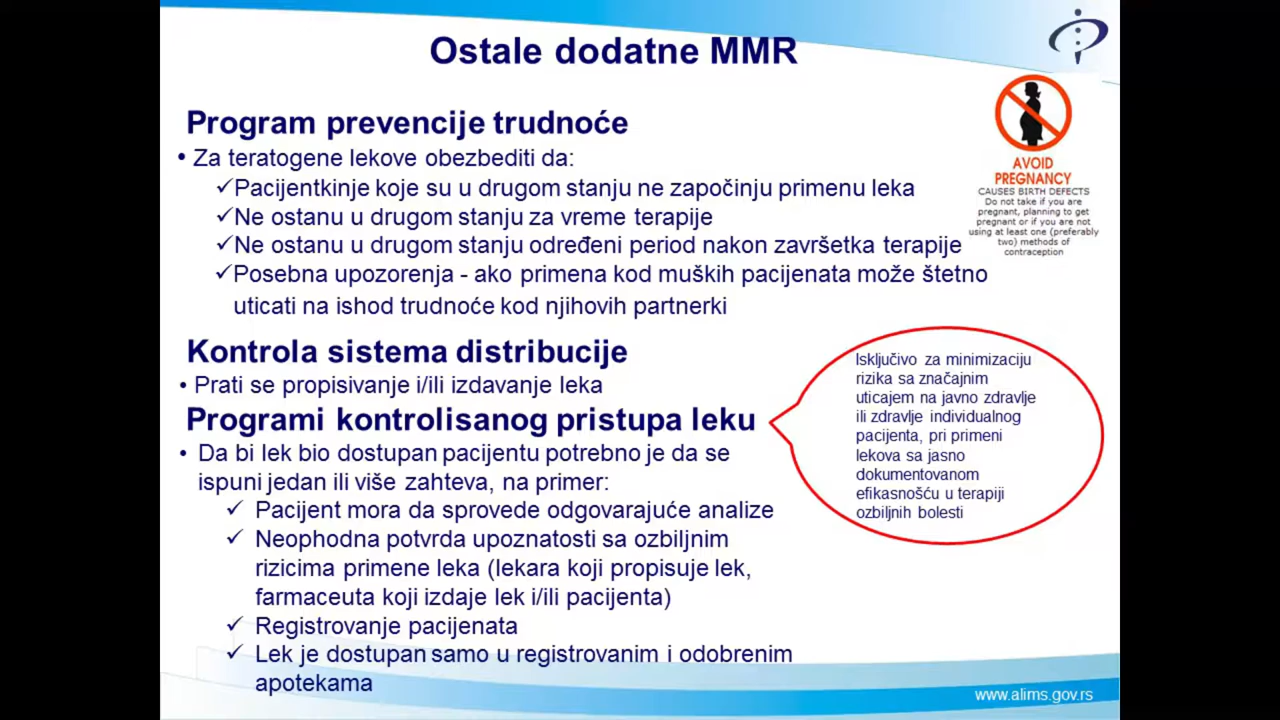 Ostale dodatne MMR
Program prevencije trudnoće
• Za teratogene lekove obezbediti da:
✓Pacijentkinje koje su u drugom stanju ne započinju primenu leka
✓Ne ostanu u drugom stanju za vreme terapije
✓Ne ostanu u drugom stanju određeni period nakon završetka terapije
✓Posebna upozorenja - ako primena kod muških pacijenata može štetno
uticati na ishod trudnoće kod njihovih partnerki
AVOID
PREGNANCY
CAUSES BIRTH DEFECTS
Do not take if you are
pregnant, planning to get
pregnant or if you are not
using at least one (preferably
two) methods of
contraception
Kontrola sistema distribucije
• Prati se propisivanje i/ili izdavanje leka
Programi kontrolisanog pristupa leku
• Da bi lek bio dostupan pacijentu potrebno je da se
ispuni jedan ili više zahteva, na primer:
✓ Pacijent mora da sprovede odgovarajuće analize
✓ Neophodna potvrda upoznatosti sa ozbiljnim
rizicima primene leka (lekara koji propisuje lek,
farmaceuta koji izdaje lek i/ili pacijenta)
✓ Registrovanje pacijenata
✓ Lek je dostupan samo u registrovanim i odobrenim
apotekama
Isključivo za minimizaciju
rizika sa značajnim
uticajem na javno zdravlje
ili zdravlje individualnog
pacijenta, pri primeni
lekova sa jasno
dokumentovanom
efikasnošću u terapiji
ozbiljnih bolesti
www.alims.gov.rs